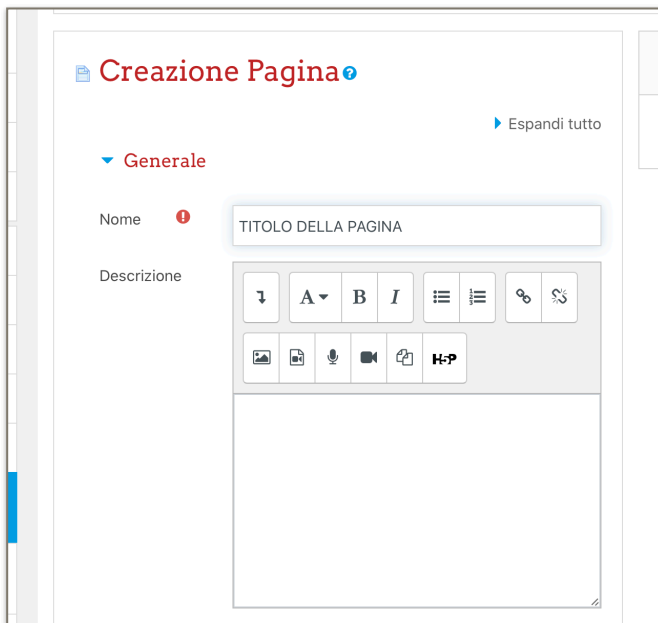 Creazione Pagina
Espandi tutto
Generale
Nome
TITOLO DELLA PAGINA
Descrizione
A B I
H5P